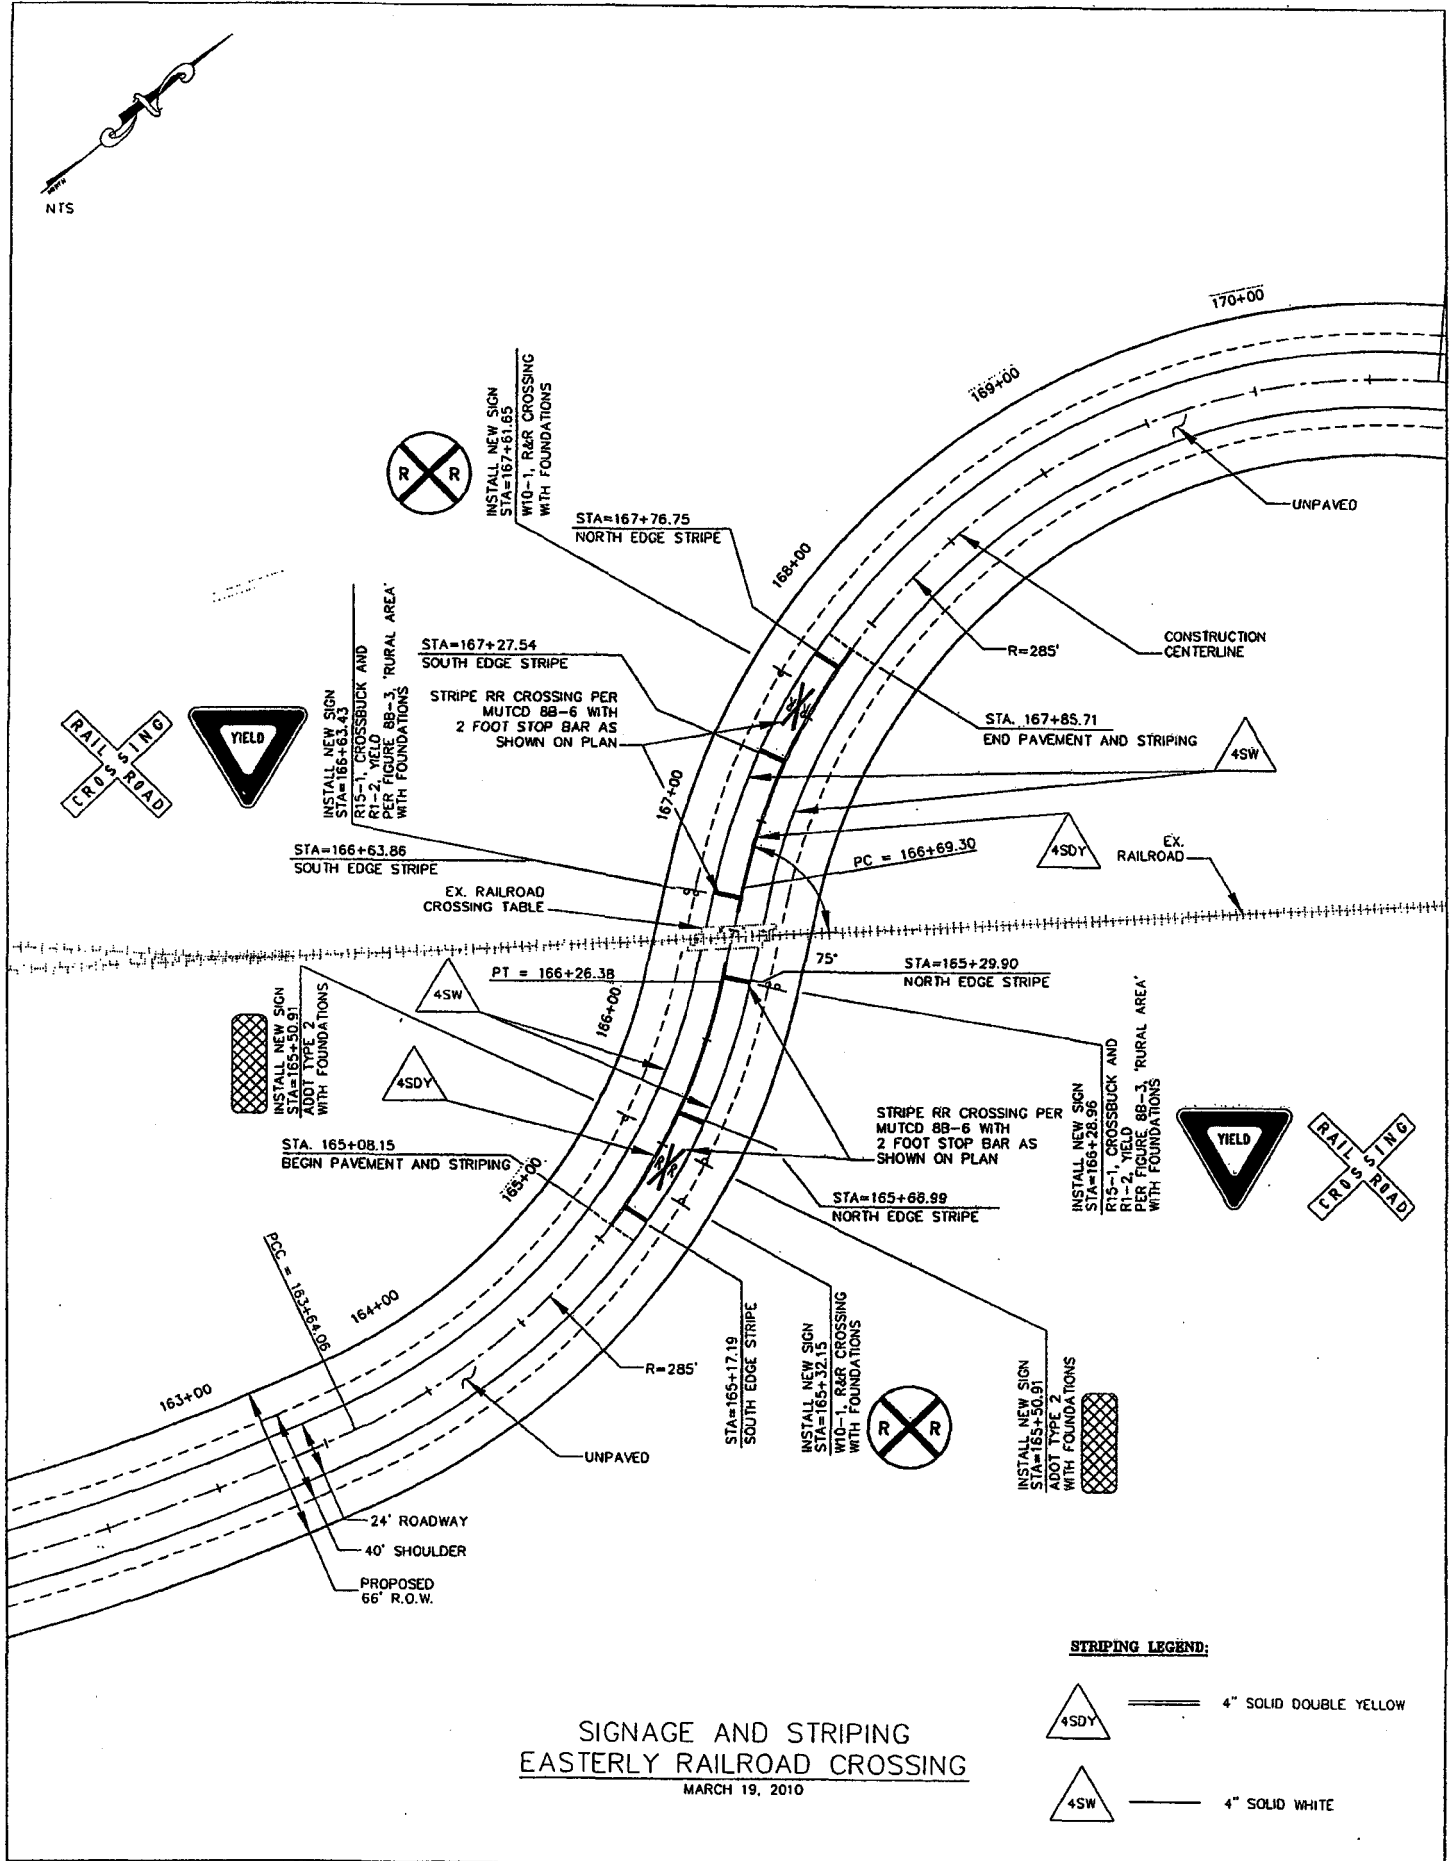 NORTH
NTS
170+00
169+00
168+00
167+00
166+00
165+00
164+00
163+00
INSTALL NEW SIGN
STA=167+61.65
W10-1, R&R CROSSING
WITH FOUNDATIONS
R R
STA=167+76.75
NORTH EDGE STRIPE
UNPAVED
CONSTRUCTION
CENTERLINE
R=285'
STA=167+27.54
SOUTH EDGE STRIPE
STRIPE RR CROSSING PER
MUTCD 8B-6 WITH
2 FOOT STOP BAR AS
SHOWN ON PLAN
STA. 167+85.71
END PAVEMENT AND STRIPING
4SW
INSTALL NEW SIGN
STA=166+63.43
R15-1, CROSSBUCK AND
R1-2, YIELD
PER FIGURE 8B-3, 'RURAL AREA'
WITH FOUNDATIONS
RAILROAD
CROSSING
YIELD
STA=166+63.86
SOUTH EDGE STRIPE
PC = 166+69.30
4SDY
EX.
RAILROAD
EX. RAILROAD
CROSSING TABLE
R R
75°
PT = 166+26.38
STA=165+29.90
NORTH EDGE STRIPE
4SW
INSTALL NEW SIGN
STA=165+50.91
ADOT TYPE 2
WITH FOUNDATIONS
4SDY
STA. 165+08.15
BEGIN PAVEMENT AND STRIPING
R R
STRIPE RR CROSSING PER
MUTCD 8B-6 WITH
2 FOOT STOP BAR AS
SHOWN ON PLAN
INSTALL NEW SIGN
STA=166+28.96
R15-1, CROSSBUCK AND
R1-2, YIELD
PER FIGURE 8B-3, 'RURAL AREA'
WITH FOUNDATIONS
YIELD
RAILROAD
CROSSING
STA=165+66.99
NORTH EDGE STRIPE
PCC = 163+64.06
R=285'
STA=165+17.19
SOUTH EDGE STRIPE
INSTALL NEW SIGN
STA=165+32.15
W10-1, R&R CROSSING
WITH FOUNDATIONS
R R
INSTALL NEW SIGN
STA=165+50.91
ADOT TYPE 2
WITH FOUNDATIONS
UNPAVED
24' ROADWAY
40' SHOULDER
PROPOSED
66' R.O.W.
STRIPING LEGEND:
4SDY 4" SOLID DOUBLE YELLOW
4SW 4" SOLID WHITE
SIGNAGE AND STRIPING
EASTERLY RAILROAD CROSSING
MARCH 19, 2010